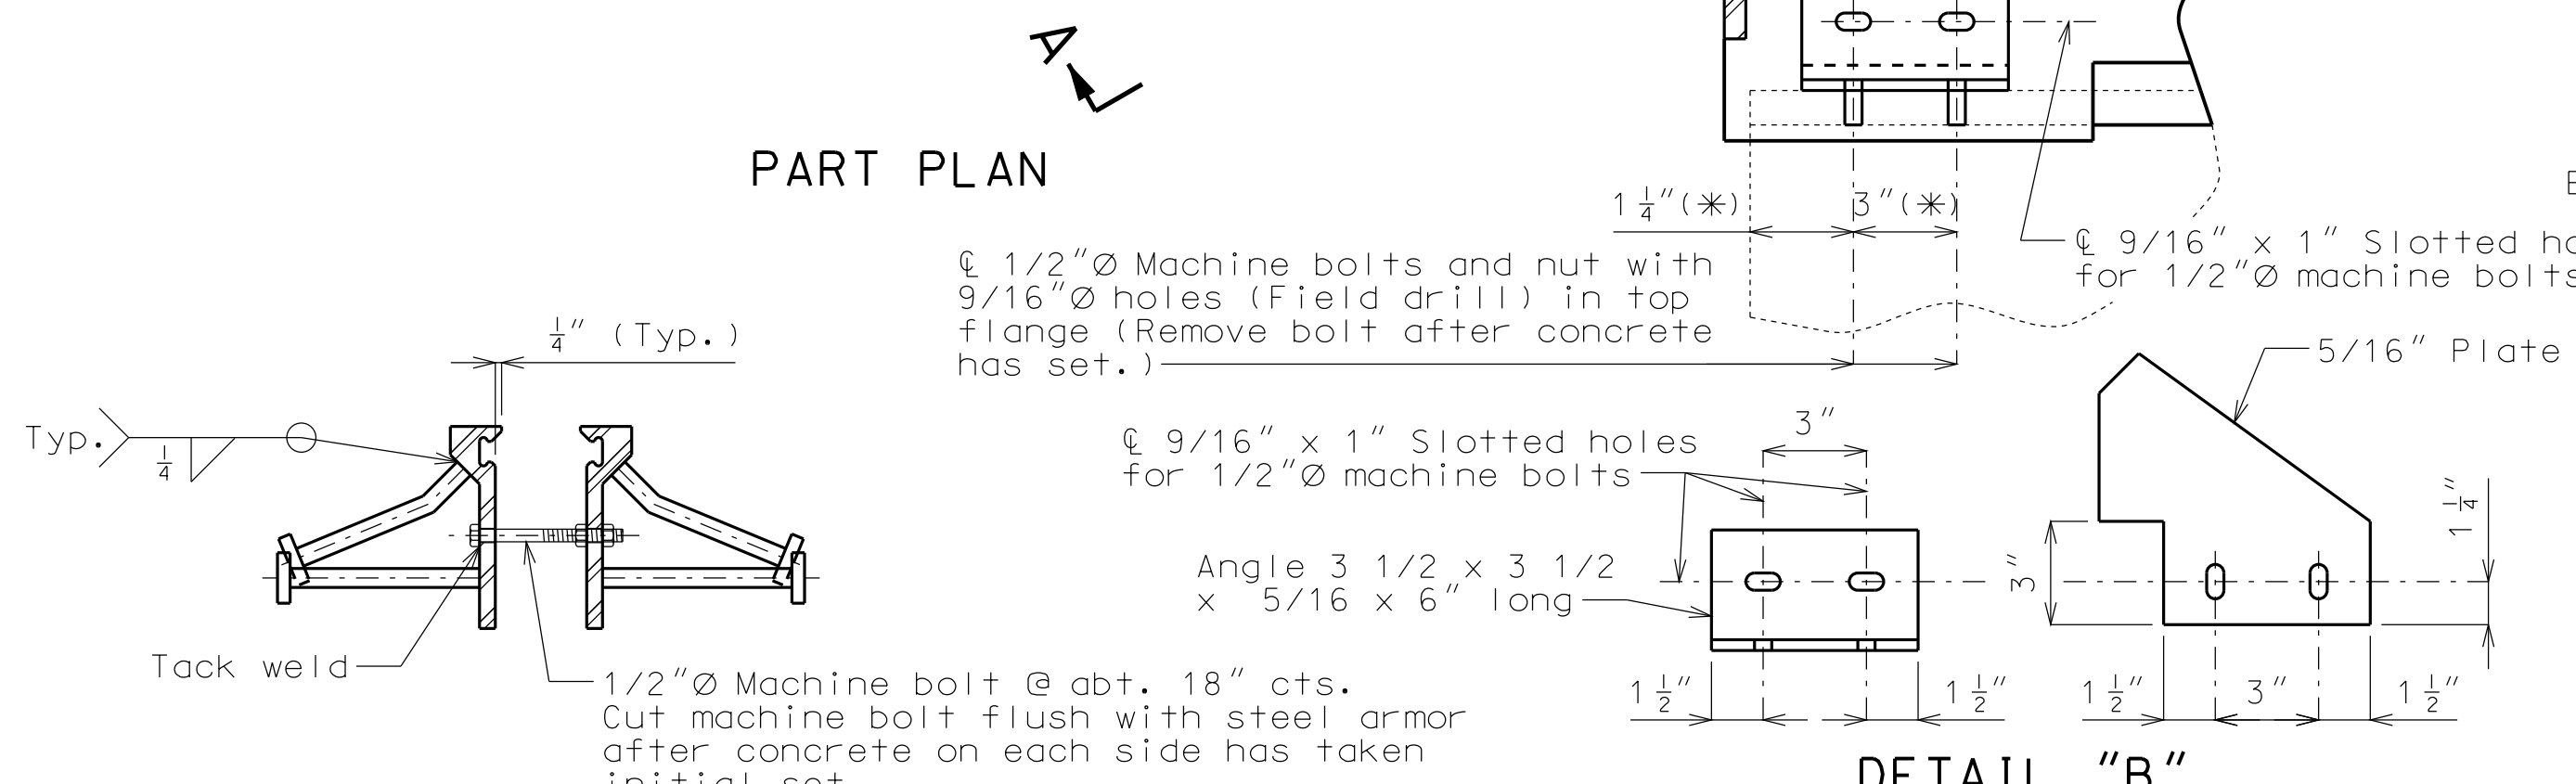 A
PART PLAN
1 1/4"(*)
3"(*)
℄ 1/2"Ø Machine bolts and nut with
9/16"Ø holes (Field drill) in top
flange (Remove bolt after concrete
has set.)
℄ 9/16" x 1" Slotted
for 1/2"Ø machine bolts
5/16" Plate
1/4" (Typ.)
Typ.
1/4
Tack weld
1/2"Ø Machine bolt @ abt. 18" cts.
Cut machine bolt flush with steel armor
after concrete on each side has taken
initial set
℄ 9/16" x 1" Slotted holes
for 1/2"Ø machine bolts
3"
Angle 3 1/2 x 3 1/2
x 5/16 x 6" long
1 1/2"
1 1/2"
3"
1 1/4"
1 1/2"
3"
1 1/2"
DETAIL "B"